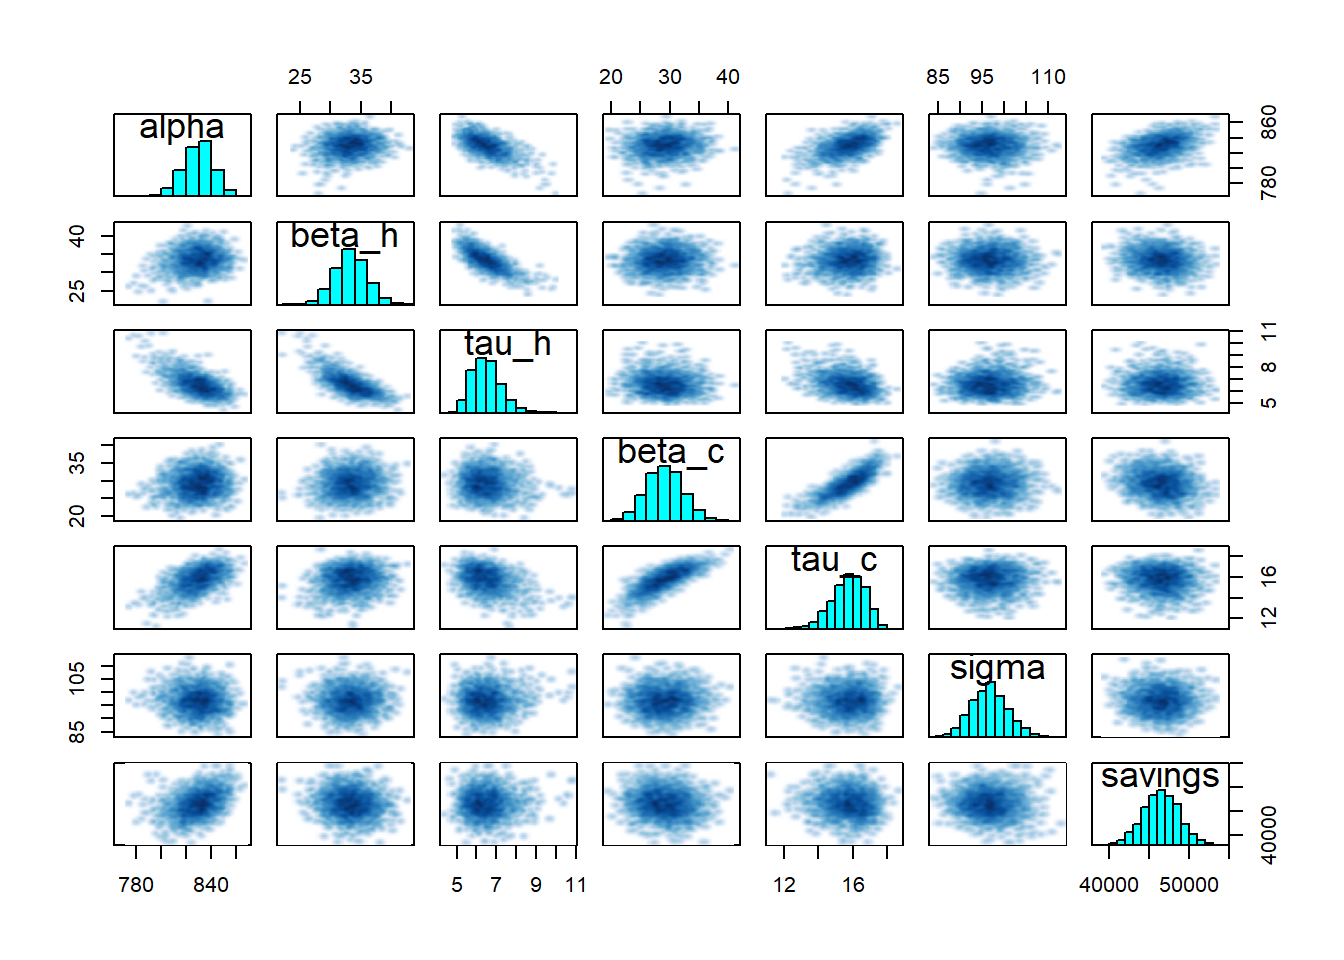 25 35 20 30 40 85 95 110
alpha
780 860
beta_h
25 40
tau_h
5 8 11
beta_c
20 35
tau_c
12 16
sigma
85 105
savings
40000
780 840 5 7 9 11 12 16 40000 50000